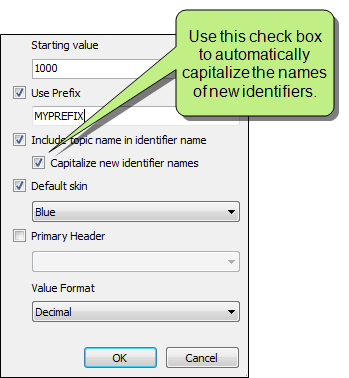 Use this check box
to automatically
capitalize the names
of new identifiers.
Starting value
1000
Use Prefix
MYPREFIX
Include topic name in identifier name
Capitalize new identifier names
Default skin
Blue
Primary Header
Value Format
Decimal
OK Cancel